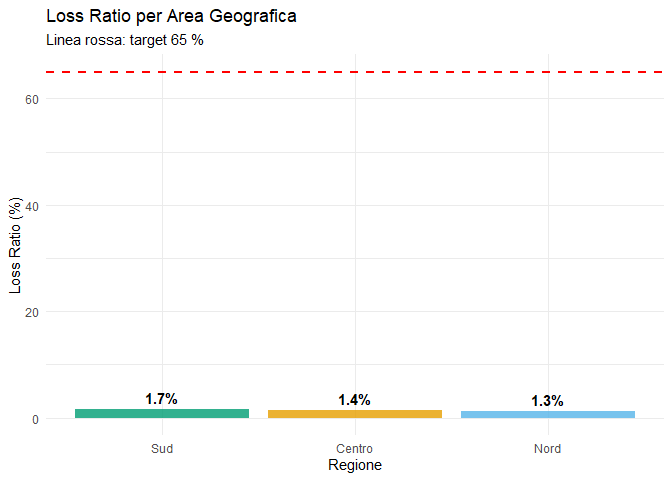 Loss Ratio per Area Geografica
Linea rossa: target 65 %
Loss Ratio (%)
60
40
20
0
1.7%
1.4%
1.3%
Sud
Centro
Nord
Regione